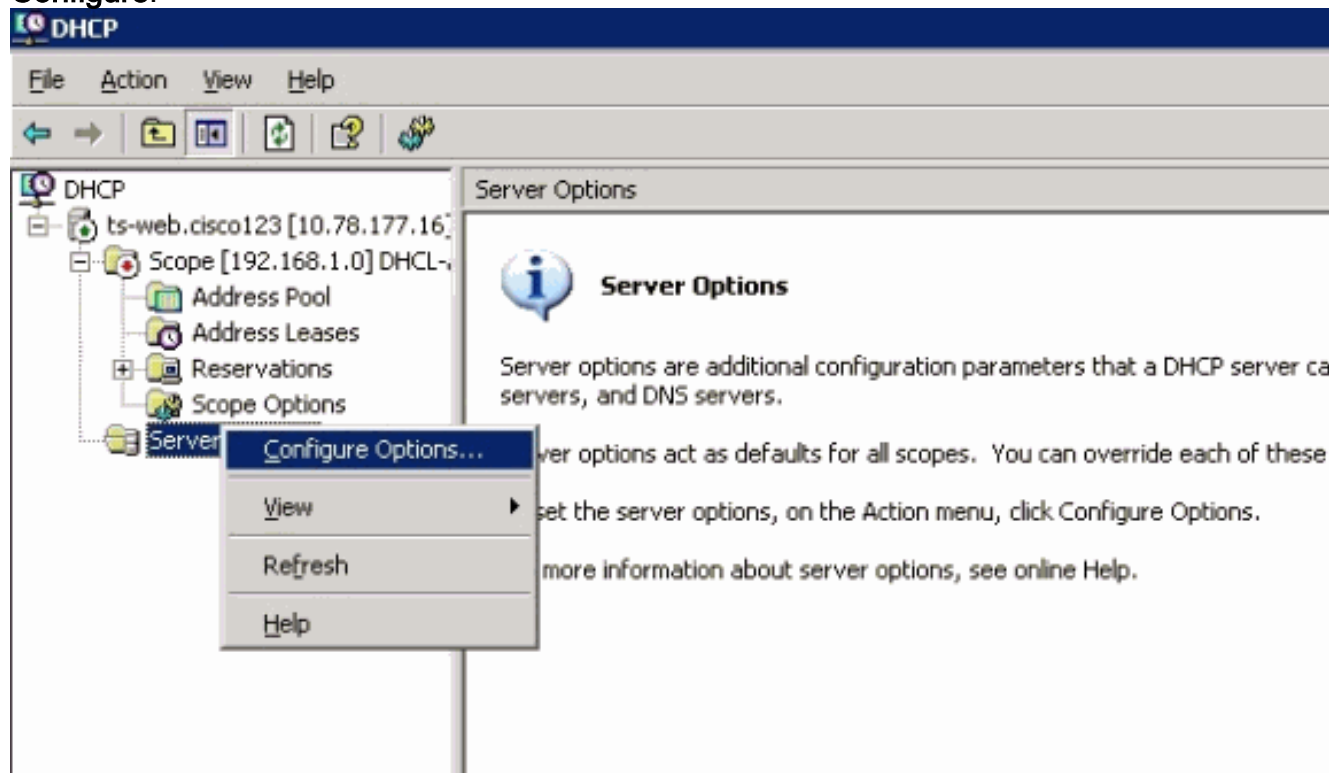 Configure.
DHCP
File Action View Help
DHCP
Server Options
ts-web.cisco123 [10.78.177.16]
Scope [192.168.1.0] DHCL-
Address Pool
Address Leases
Reservations
Scope Options
Server
Configure Options...
View
Refresh
Help
Server Options
Server options are additional configuration parameters that a DHCP server ca
servers, and DNS servers.
ver options act as defaults for all scopes. You can override each of these
set the server options, on the Action menu, click Configure Options.
more information about server options, see online Help.